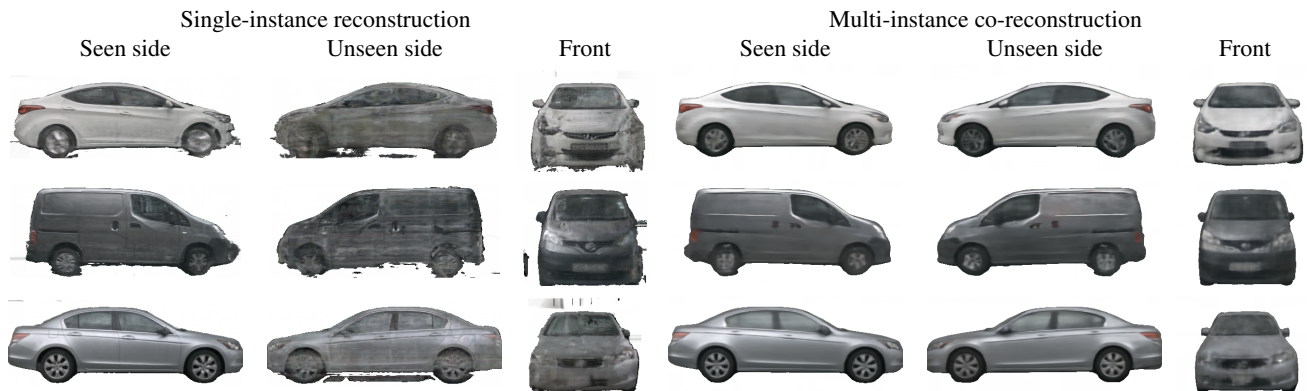 Single-instance reconstruction
Multi-instance co-reconstruction
Seen side
Unseen side
Front
Seen side
Unseen side
Front